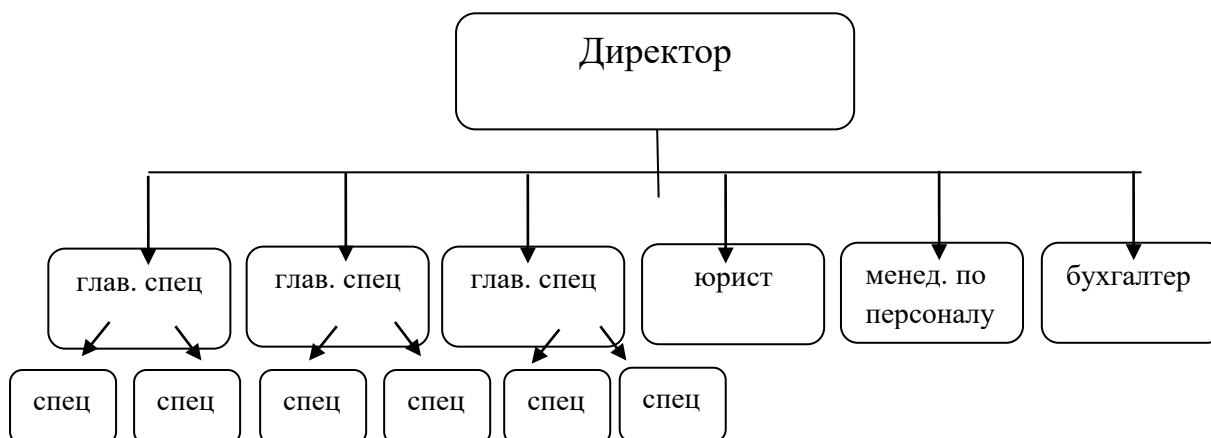 Директор
глав. спец
глав. спец
глав. спец
юрист
менед. по
персоналу
бухгалтер
спец
спец
спец
спец
спец
спец